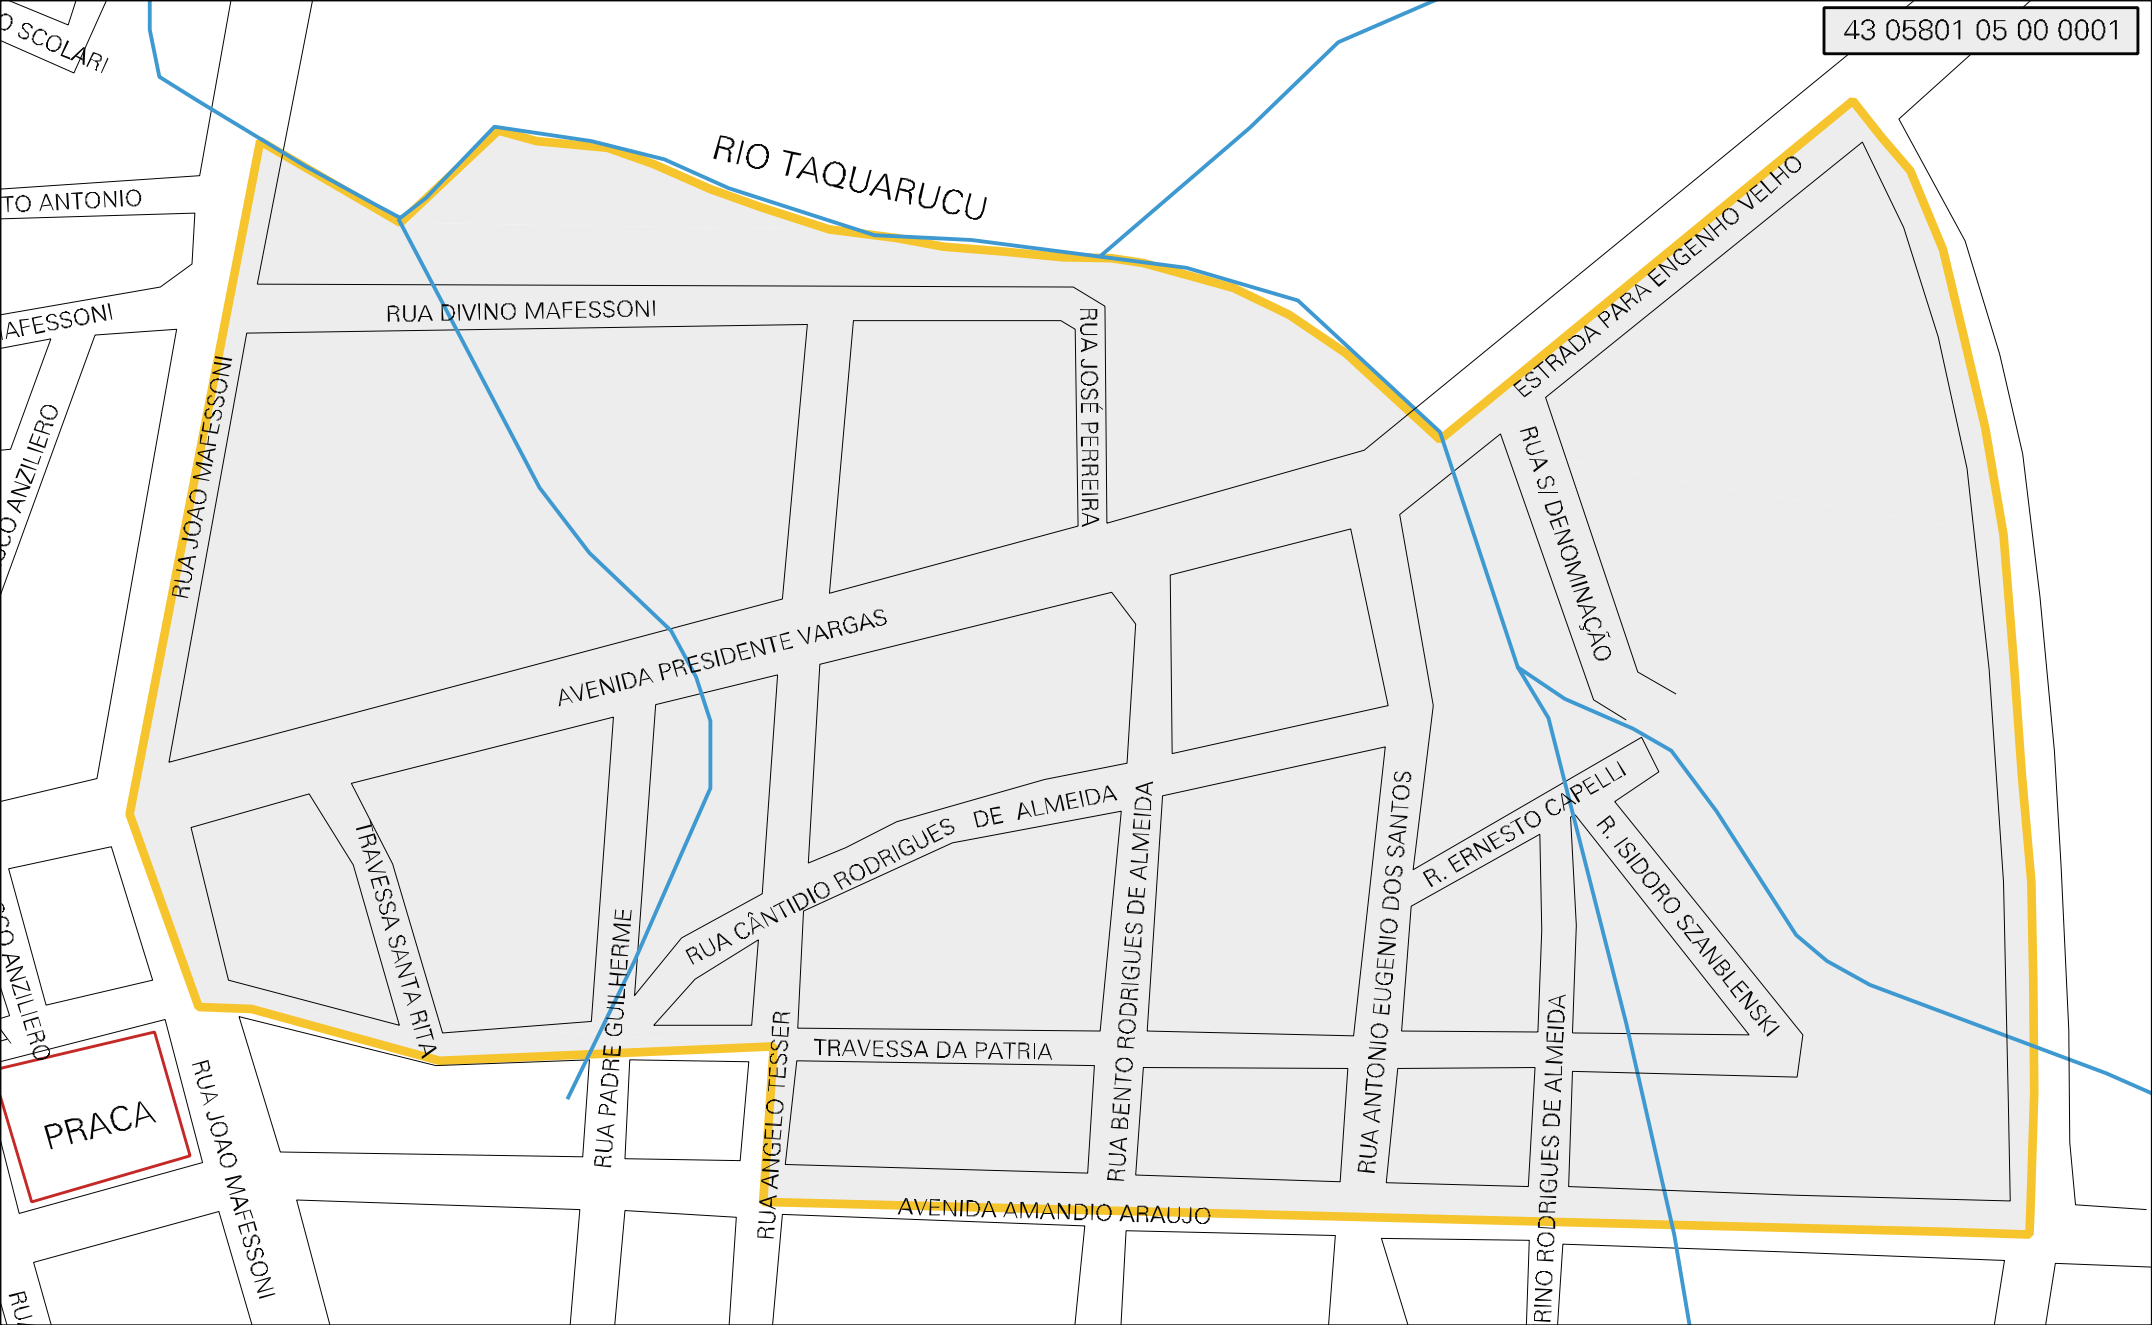 43 05801 05 00 0001
O SCOLARI
RIO TAQUARUCU
TO ANTONIO
ESTRADA PARA ENGENHO VELHO
RUA DIVINO MAFESSONI
AFESSONI
RUA JOSÉ PERREIRA
RUA JOAO MAFESSONI
CO ANZILIERO
RUA S/ DENOMINAÇÃO
AVENIDA PRESIDENTE VARGAS
RUA CÂNTIDIO RODRIGUES DE ALMEIDA
R. ERNESTO CAPELLI
R. ISIDORO SZANBLENSKI
TRAVESSA SANTA RITA
RUA PADRE GUILHERME
RUA BENTO RODRIGUES DE ALMEIDA
RUA ANTONIO EUGENIO DOS SANTOS
RINO RODRIGUES DE ALMEIDA
CO ANZILIERO
RUA ANGELO TESSER
TRAVESSA DA PATRIA
PRACA
RUA JOAO MAFESSONI
AVENIDA AMANDIO ARAUJO
RU